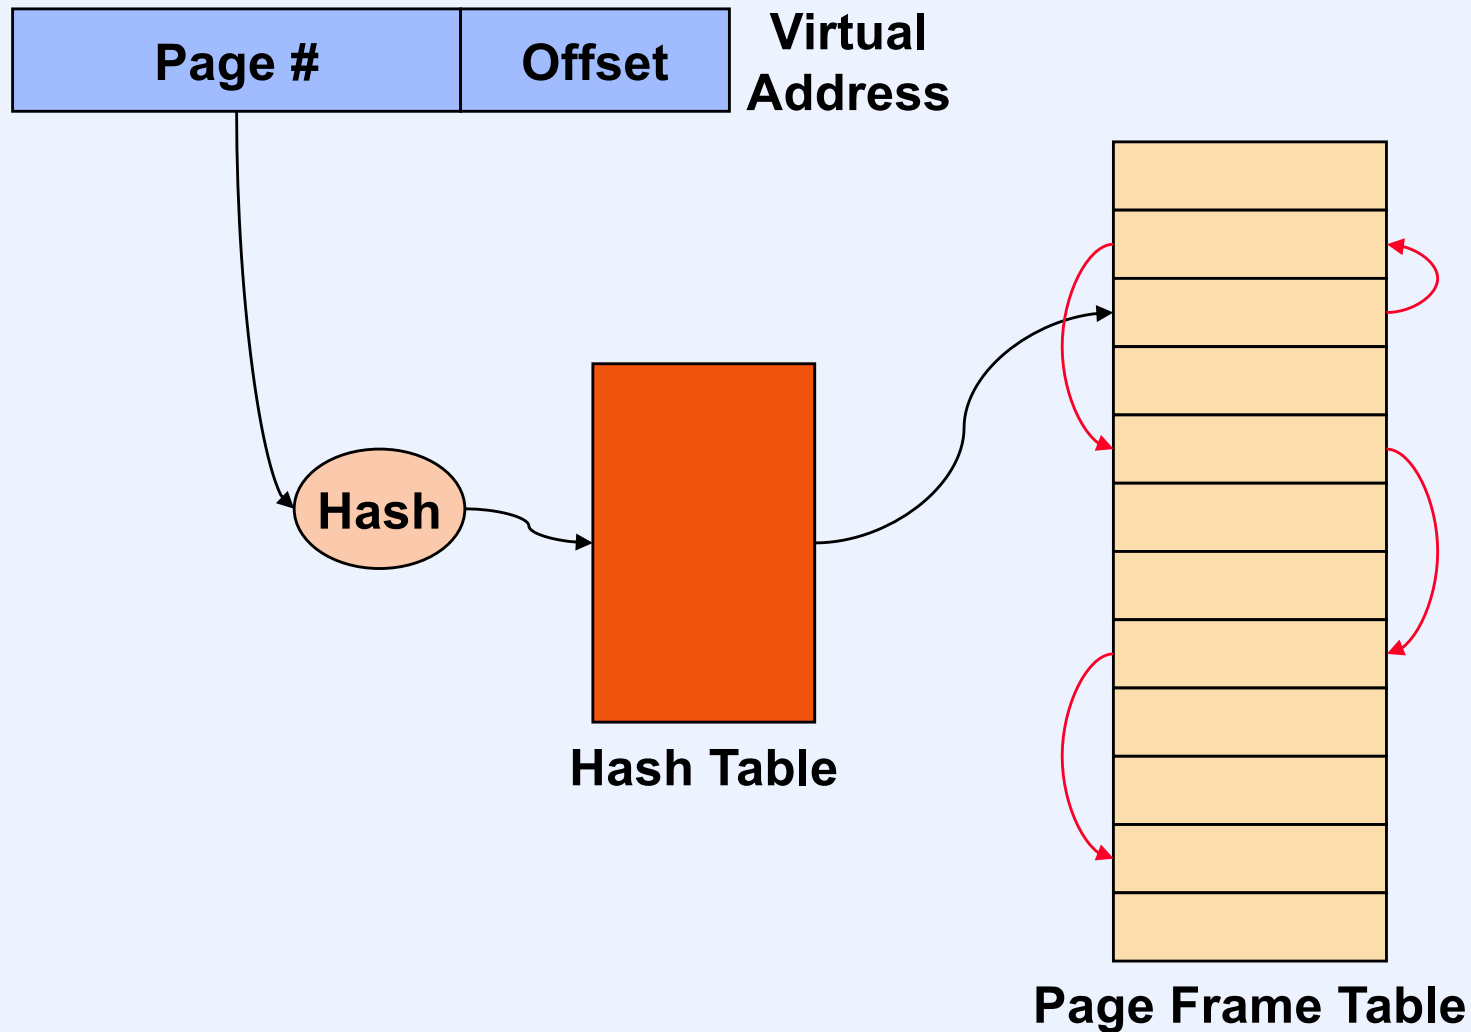 Page #
Offset
Virtual
Address
Hash
Hash Table
Page Frame Table